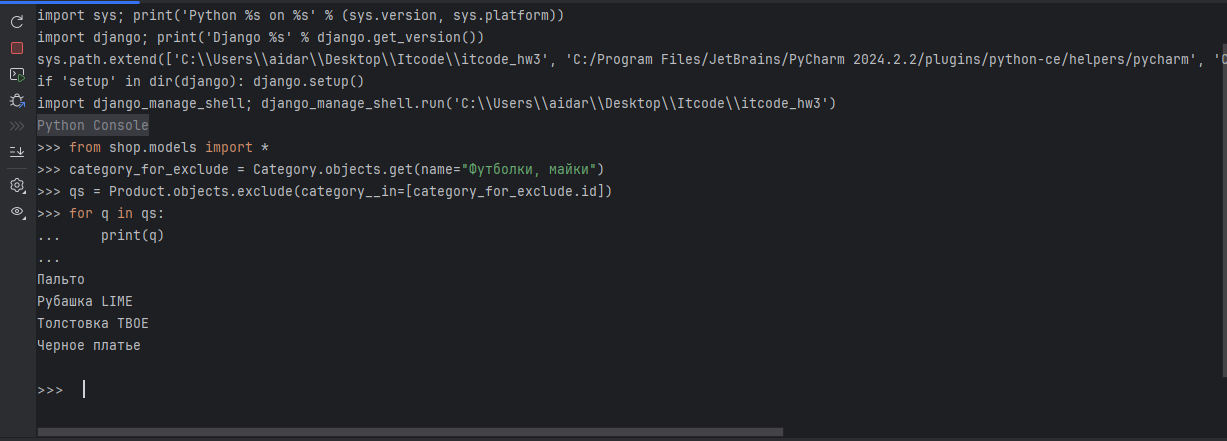 import sys; print('Python %s on %s' % (sys.version, sys.platform))
import django; print('Django %s' % django.get_version())
sys.path.extend(['C:\\Users\\aidar\\Desktop\\Itcode\\itcode_hw3', 'C:/Program Files/JetBrains/PyCharm 2024.2.2/plugins/python-ce/helpers/pycharm', 'C
if 'setup' in dir(django): django.setup()
import django_manage_shell; django_manage_shell.run('C:\\Users\\aidar\\Desktop\\Itcode\\itcode_hw3')
Python Console
>>> from shop.models import *
>>> category_for_exclude = Category.objects.get(name="Футболки, майки")
>>> qs = Product.objects.exclude(category__in=[category_for_exclude.id])
>>> for q in qs:
...     print(q)
...
Пальто
Рубашка LIME
Толстовка ТВОЕ
Черное платье
>>>